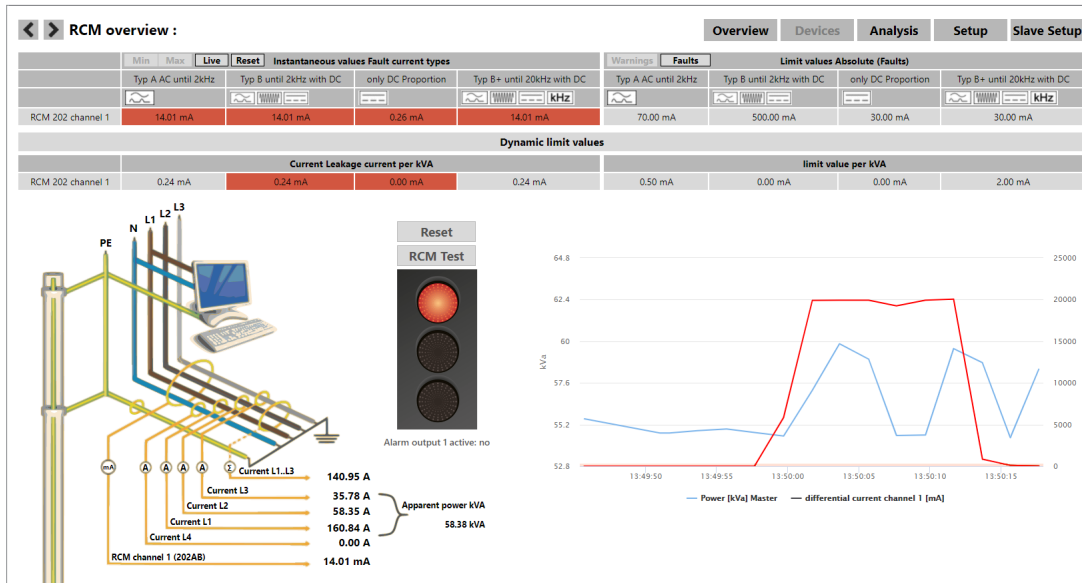 RCM overview :
Overview Devices Analysis Setup Slave Setup
Min Max Live Reset Instantaneous values Fault current types Warnings Faults Limit values Absolute (Faults)
Typ A AC until 2kHz Typ B until 2kHz with DC only DC Proportion Typ B+ until 20kHz with DC Typ A AC until 2kHz Typ B until 2kHz with DC only DC Proportion Typ B+ until 20kHz with DC
kHz kHz
RCM 202 channel 1 14.01 mA 14.01 mA 0.26 mA 14.01 mA 70.00 mA 500.00 mA 30.00 mA 30.00 mA
Dynamic limit values
Current Leakage current per kVA limit value per kVA
RCM 202 channel 1 0.24 mA 0.24 mA 0.00 mA 0.24 mA 0.50 mA 0.00 mA 0.00 mA 2.00 mA
PE N L1 L2 L3
mA A A A A Σ
Current L1..L3 140.95 A
Current L3 35.78 A
Current L2 58.35 A
Current L1 160.84 A
Current L4 0.00 A
RCM channel 1 (202AB) 14.01 mA
Apparent power kVA
58.38 kVA
Reset
RCM Test
Alarm output 1 active: no
64.8 25000
62.4 20000
60 15000
kVa
57.6 10000
55.2 5000
52.8 0
13:49:50 13:49:55 13:50:00 13:50:05 13:50:10 13:50:15
Power [kVa] Master differential current channel 1 [mA]